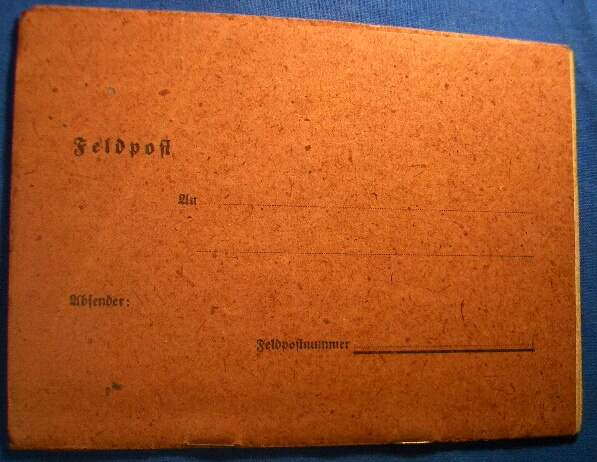 Feldpost
An
Absender:
Feldpostnummer